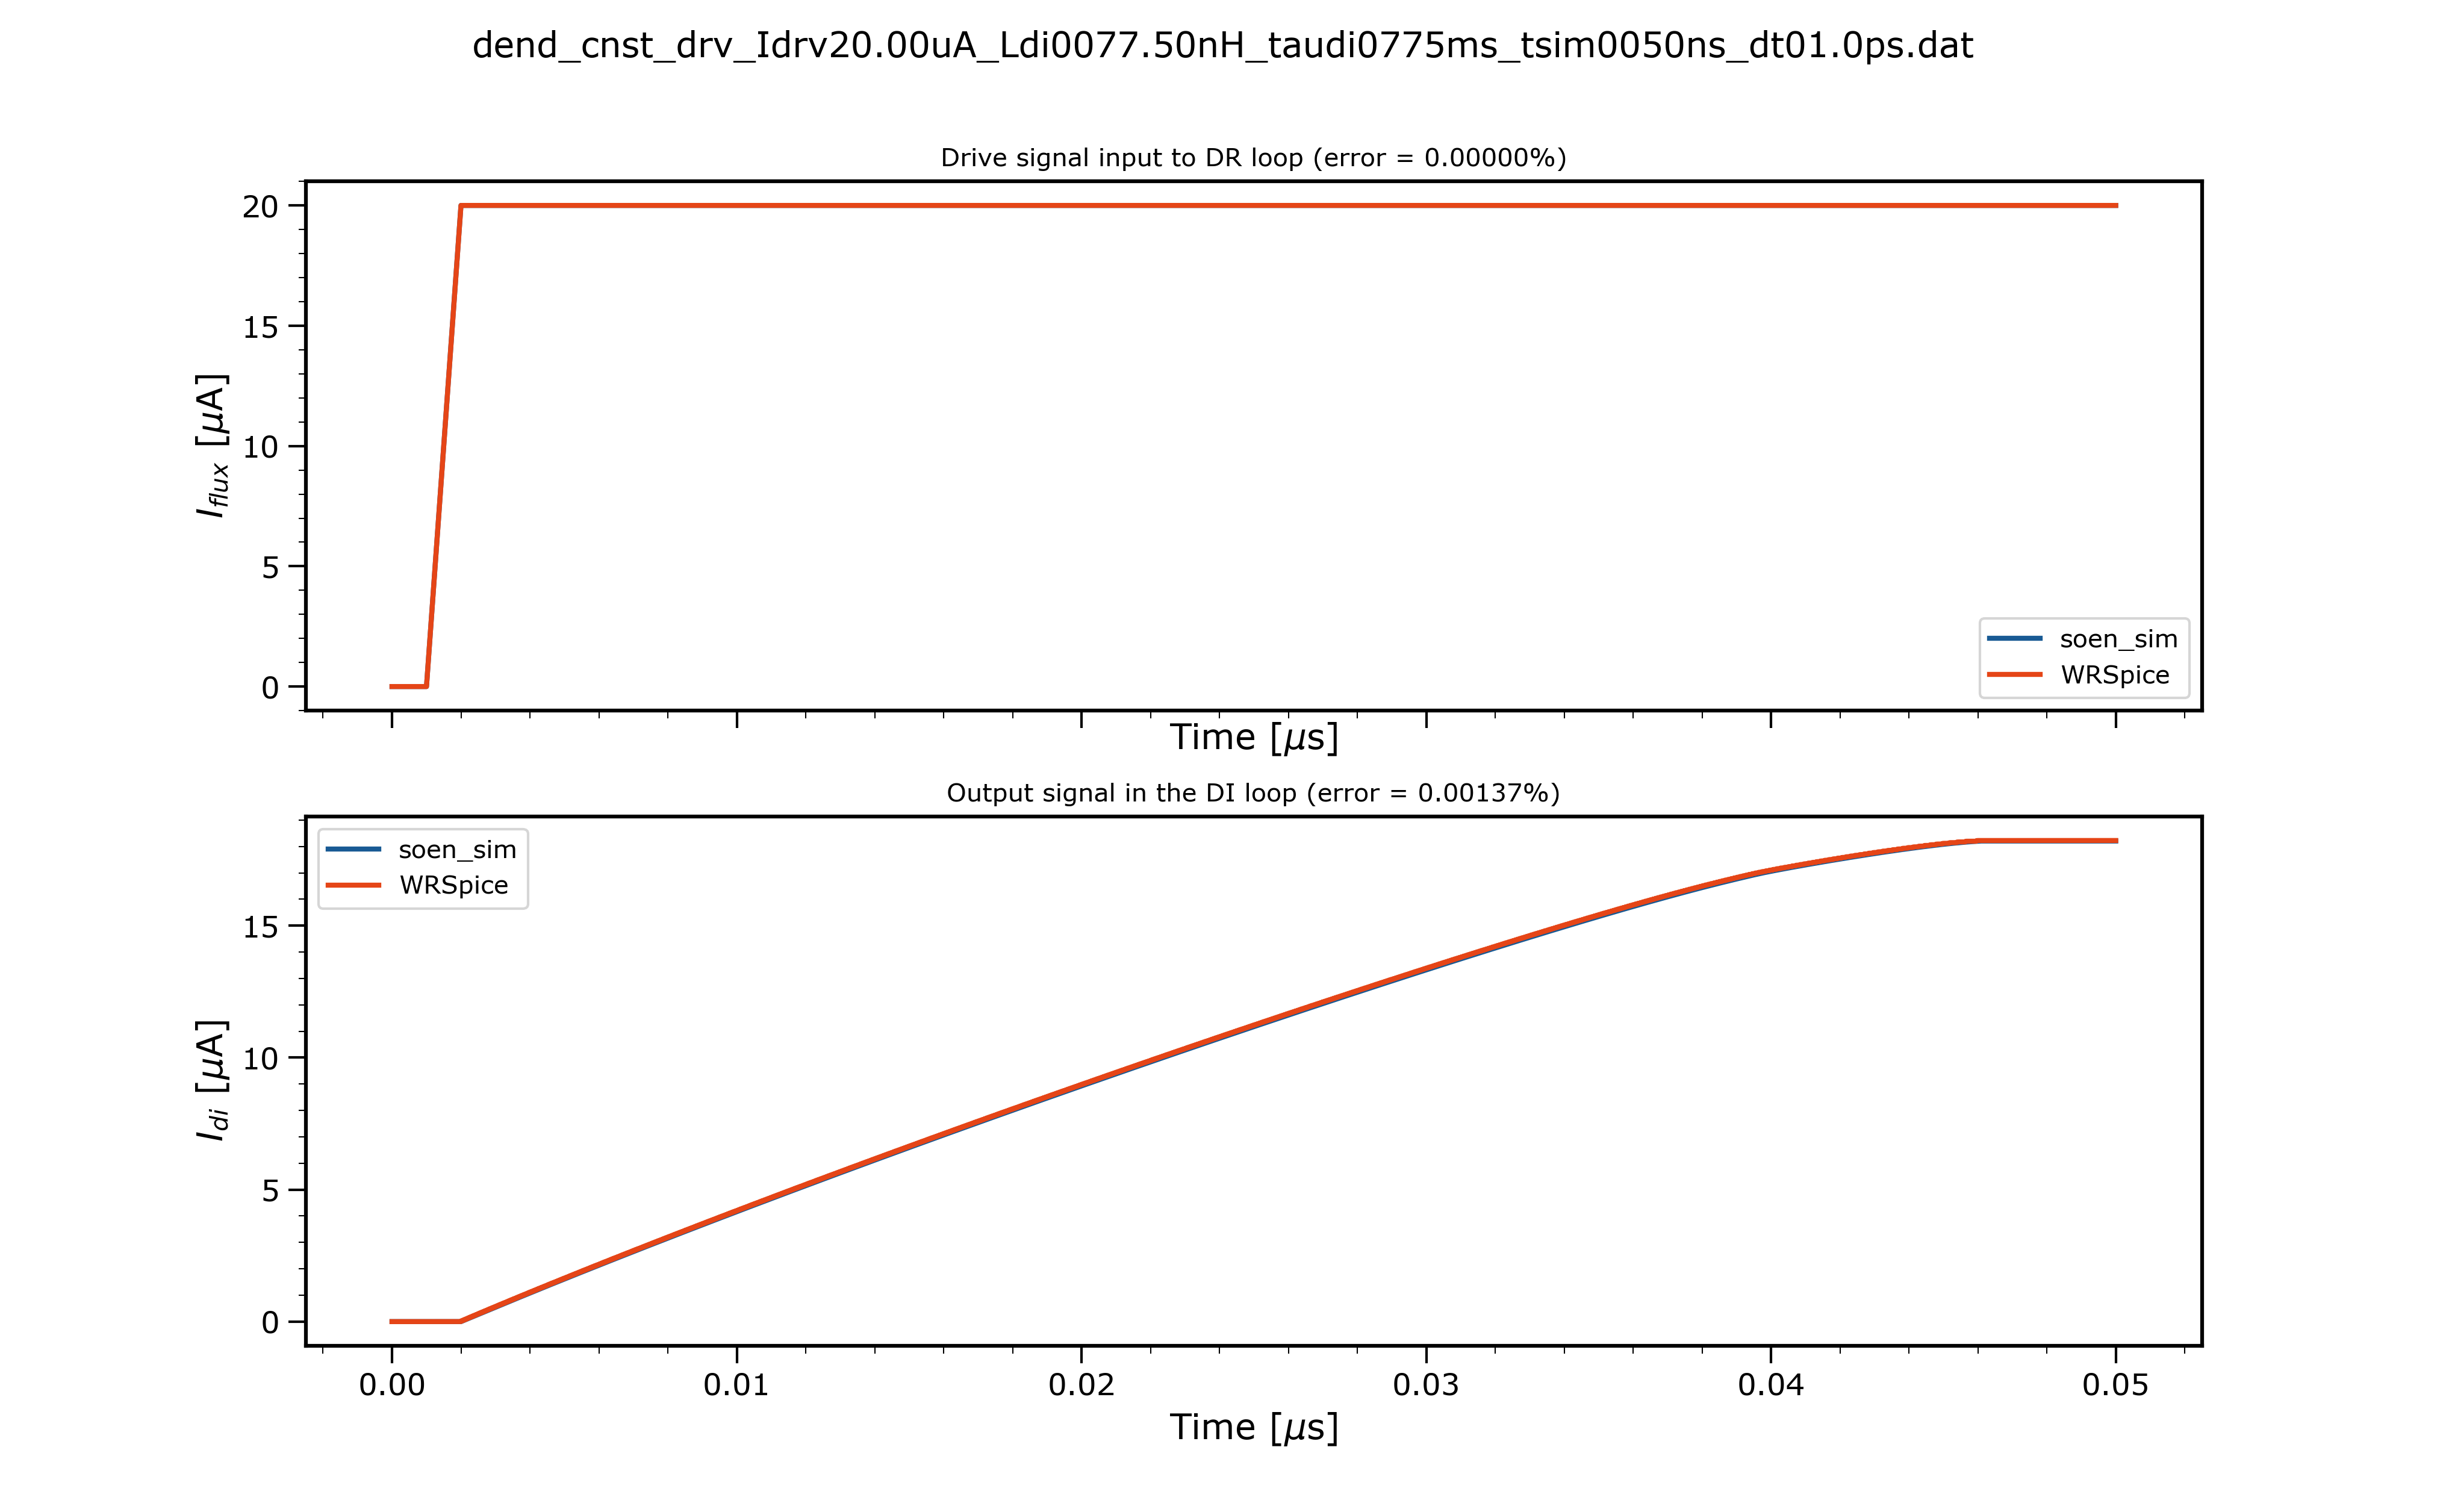 dend_cnst_drv_Idrv20.00uA_Ldi0077.50nH_taudi0775ms_tsim0050ns_dt01.0ps.dat
Drive signal input to DR loop (error = 0.00000%)
20
15
10
5
0
I_flux [μA]
soen_sim
WRSpice
Time [μs]
Output signal in the DI loop (error = 0.00137%)
soen_sim
WRSpice
15
10
5
0
I_di [μA]
0.00 0.01 0.02 0.03 0.04 0.05
Time [μs]